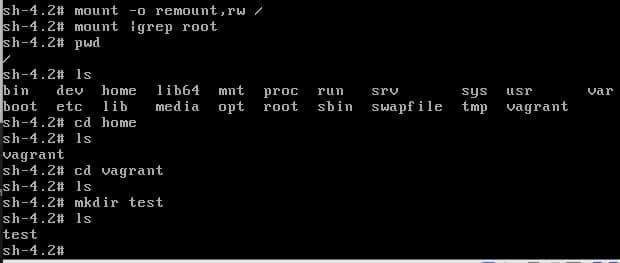 sh-4.2# mount -o remount,rw /
sh-4.2# mount |grep root
sh-4.2# pwd
/
sh-4.2# ls
bin dev home lib64 mnt proc run srv sys usr var
boot etc lib media opt root sbin swapfile tmp vagrant
sh-4.2# cd home
sh-4.2# ls
vagrant
sh-4.2# cd vagrant
sh-4.2# ls
sh-4.2# mkdir test
sh-4.2# ls
test
sh-4.2#